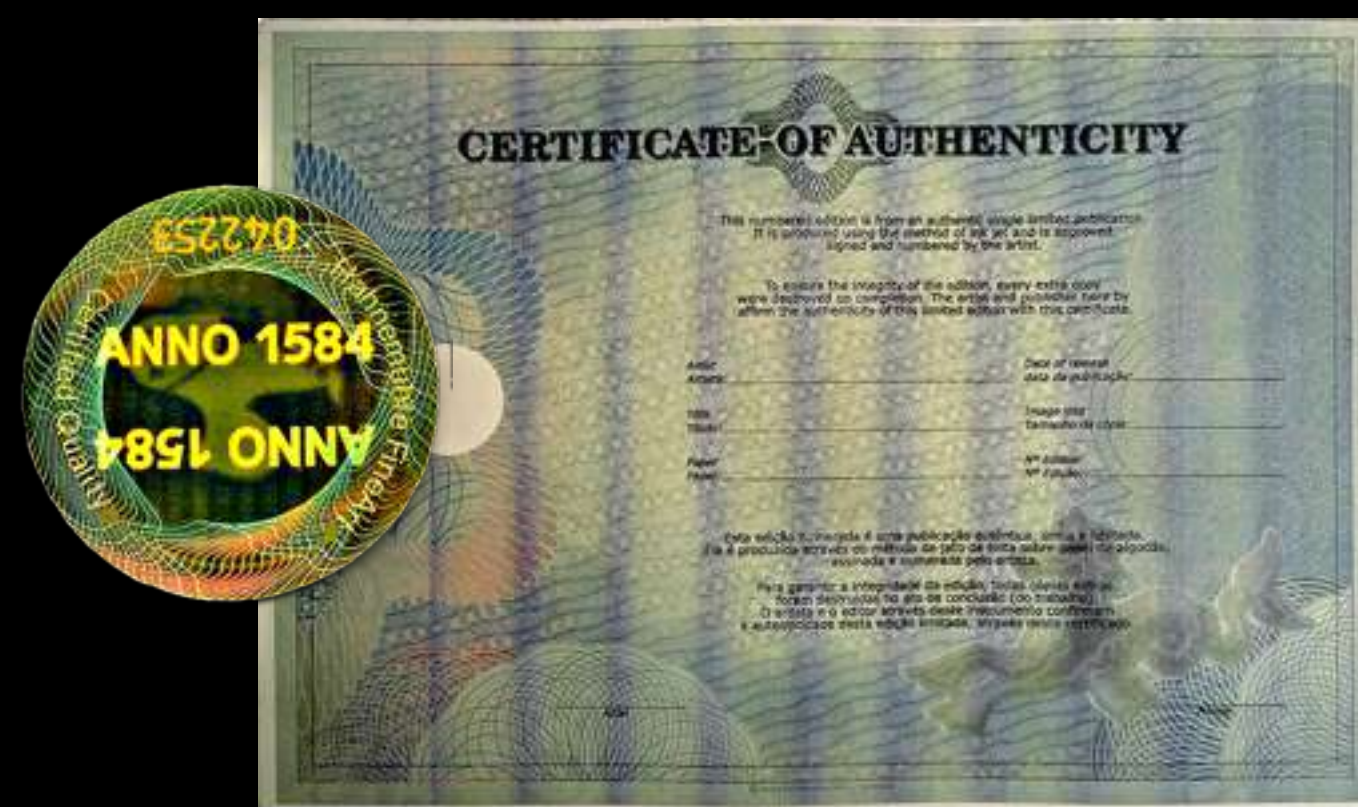 CERTIFICATE OF AUTHENTICITY
This numbered edition is from an authentic single limited publication.
It is produced using the method of ink jet and is approved
signed and numbered by the artist.
To ensure the integrity of the edition, every extra copy
were destroyed on completion. The artist and publisher here by
affirm the authenticity of this limited edition with this certificate.
Artist
Artista:
Date of release
data da publicação:
Title
Título:
Image size
Tamanho da
Paper
Papel:
Nº Edition
Nº Edição:
Esta edição numerada é uma publicação autêntica, única e limitada.
Ela é produzida através do método de jato de tinta sobre papel de algodão,
assinada e numerada pelo artista.
Para garantir a integridade da edição, todas cópias extras
foram destruídas no ato de conclusão (do trabalho).
O artista e o editor através deste instrumento confirmam
a autenticidade desta edição limitada, através deste certificado
042253
Hahnemühle FineArt
Certified Quality
ANNO 1584
ANNO 1584